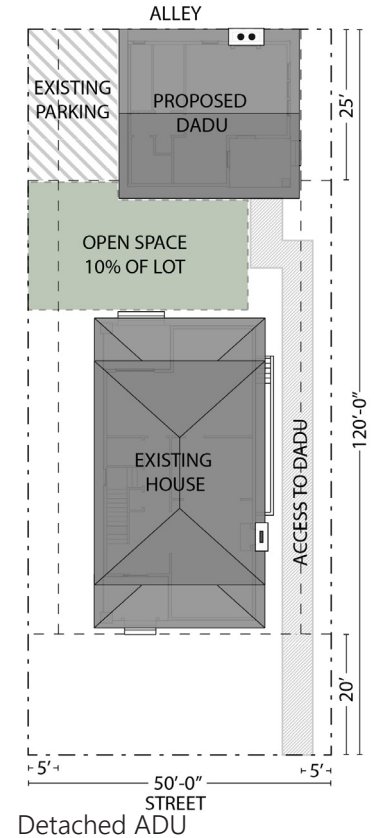 ALLEY
EXISTING
PARKING
PROPOSED
DADU
25’
OPEN SPACE
10% OF LOT
120’-0”
EXISTING
HOUSE
ACCESS TO DADU
20’
5’
5’
50’-0”
STREET
Detached ADU